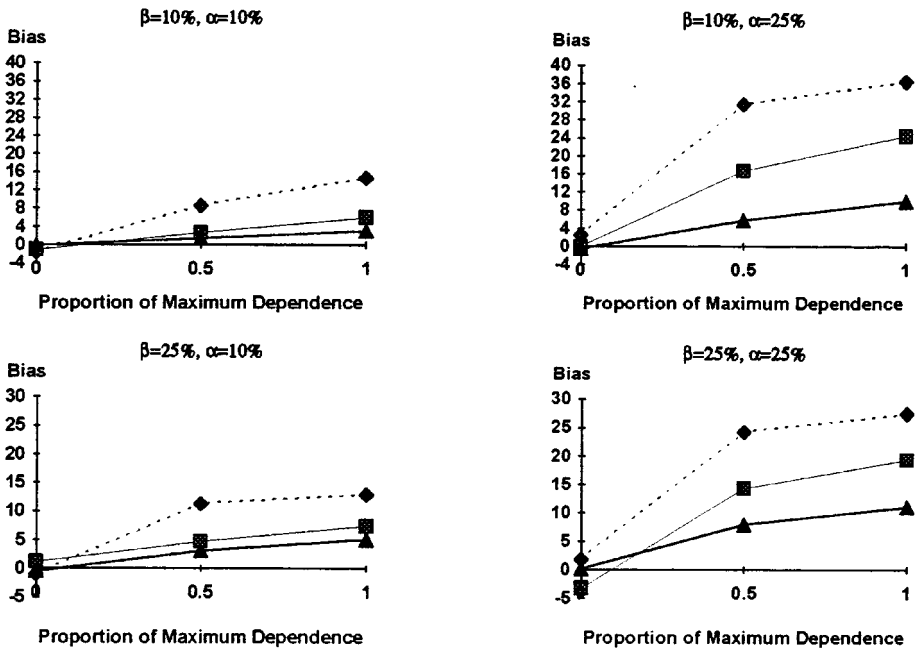 β=10%, α=10%
Bias
40
36
32
28
24
20
16
12
8
4
0
-4
0 0.5 1
Proportion of Maximum Dependence
β=10%, α=25%
Bias
40
36
32
28
24
20
16
12
8
4
0
-4
0 0.5 1
Proportion of Maximum Dependence
β=25%, α=10%
Bias
30
25
20
15
10
5
0
-5
0 0.5 1
Proportion of Maximum Dependence
β=25%, α=25%
Bias
30
25
20
15
10
5
0
-5
0 0.5 1
Proportion of Maximum Dependence